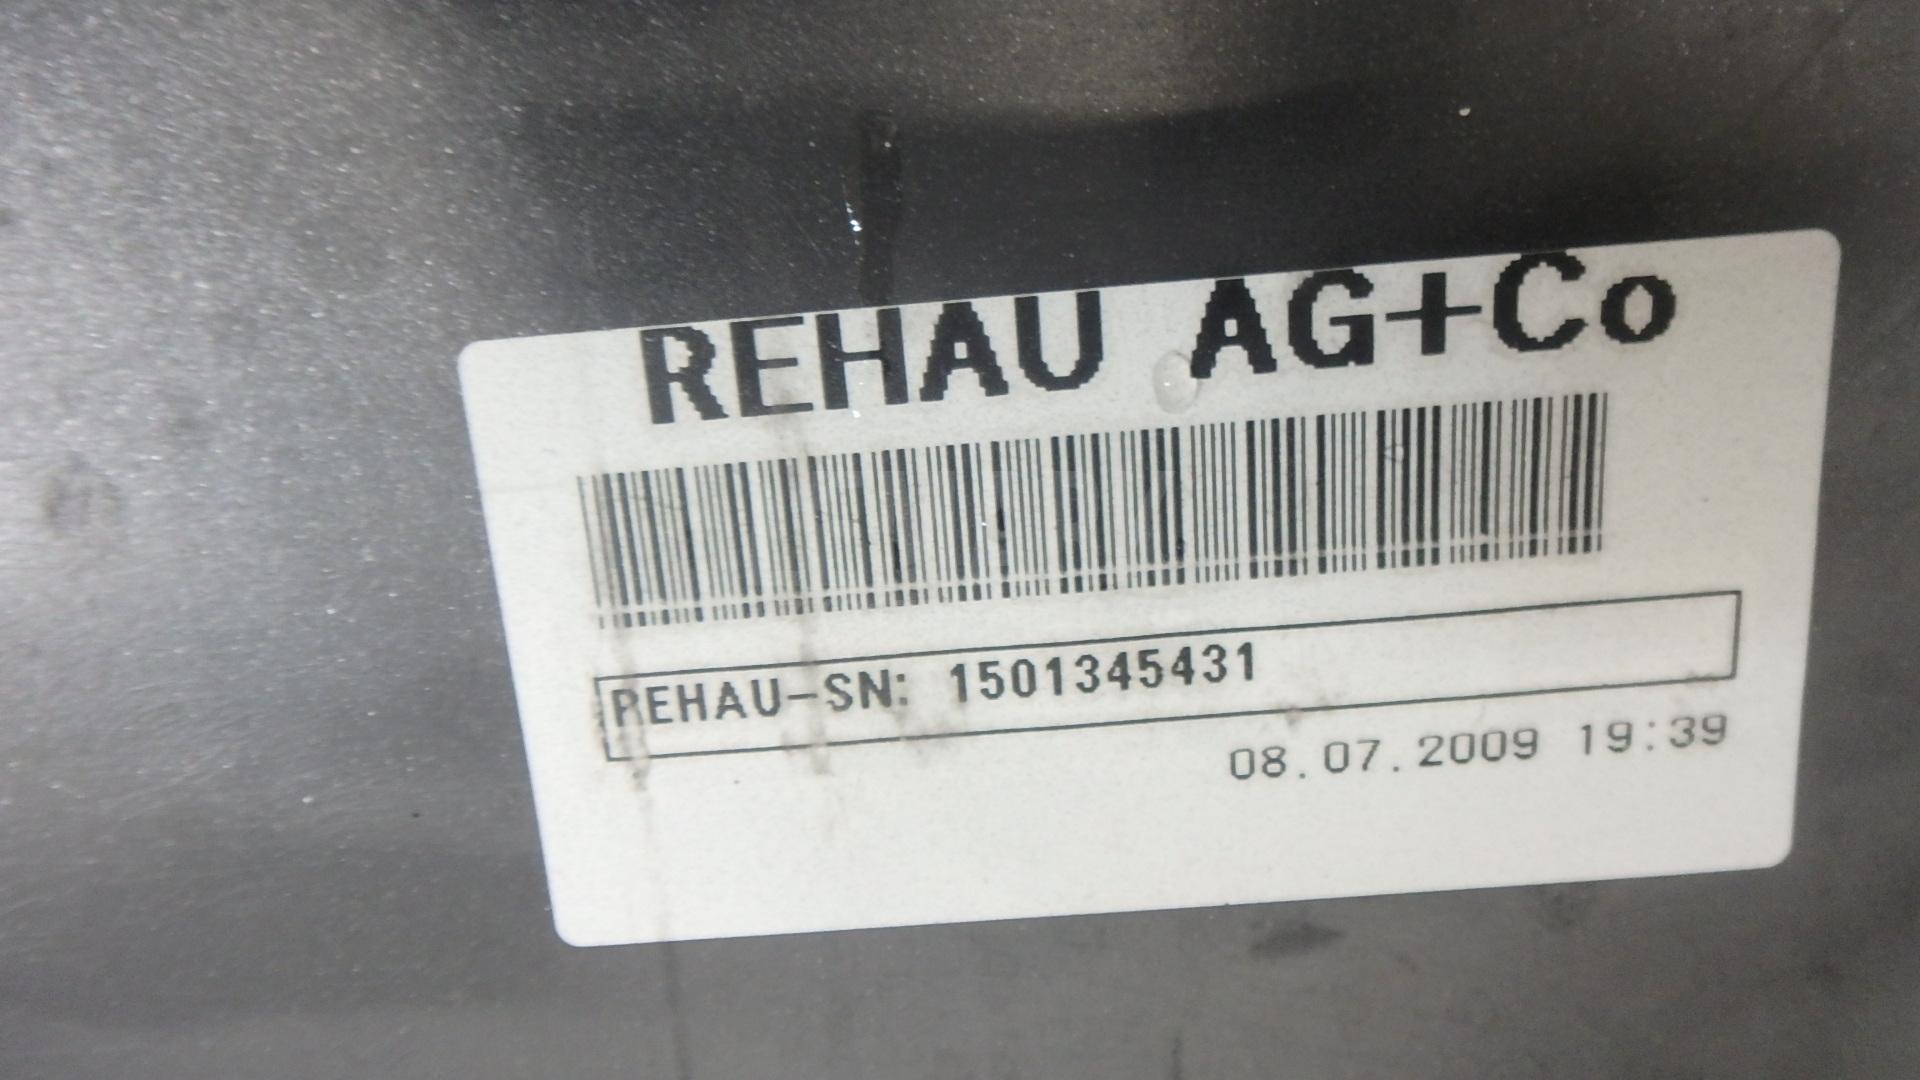 REHAU AG+Co
REHAU-SN: 1501345431
08.07.2009 19:39